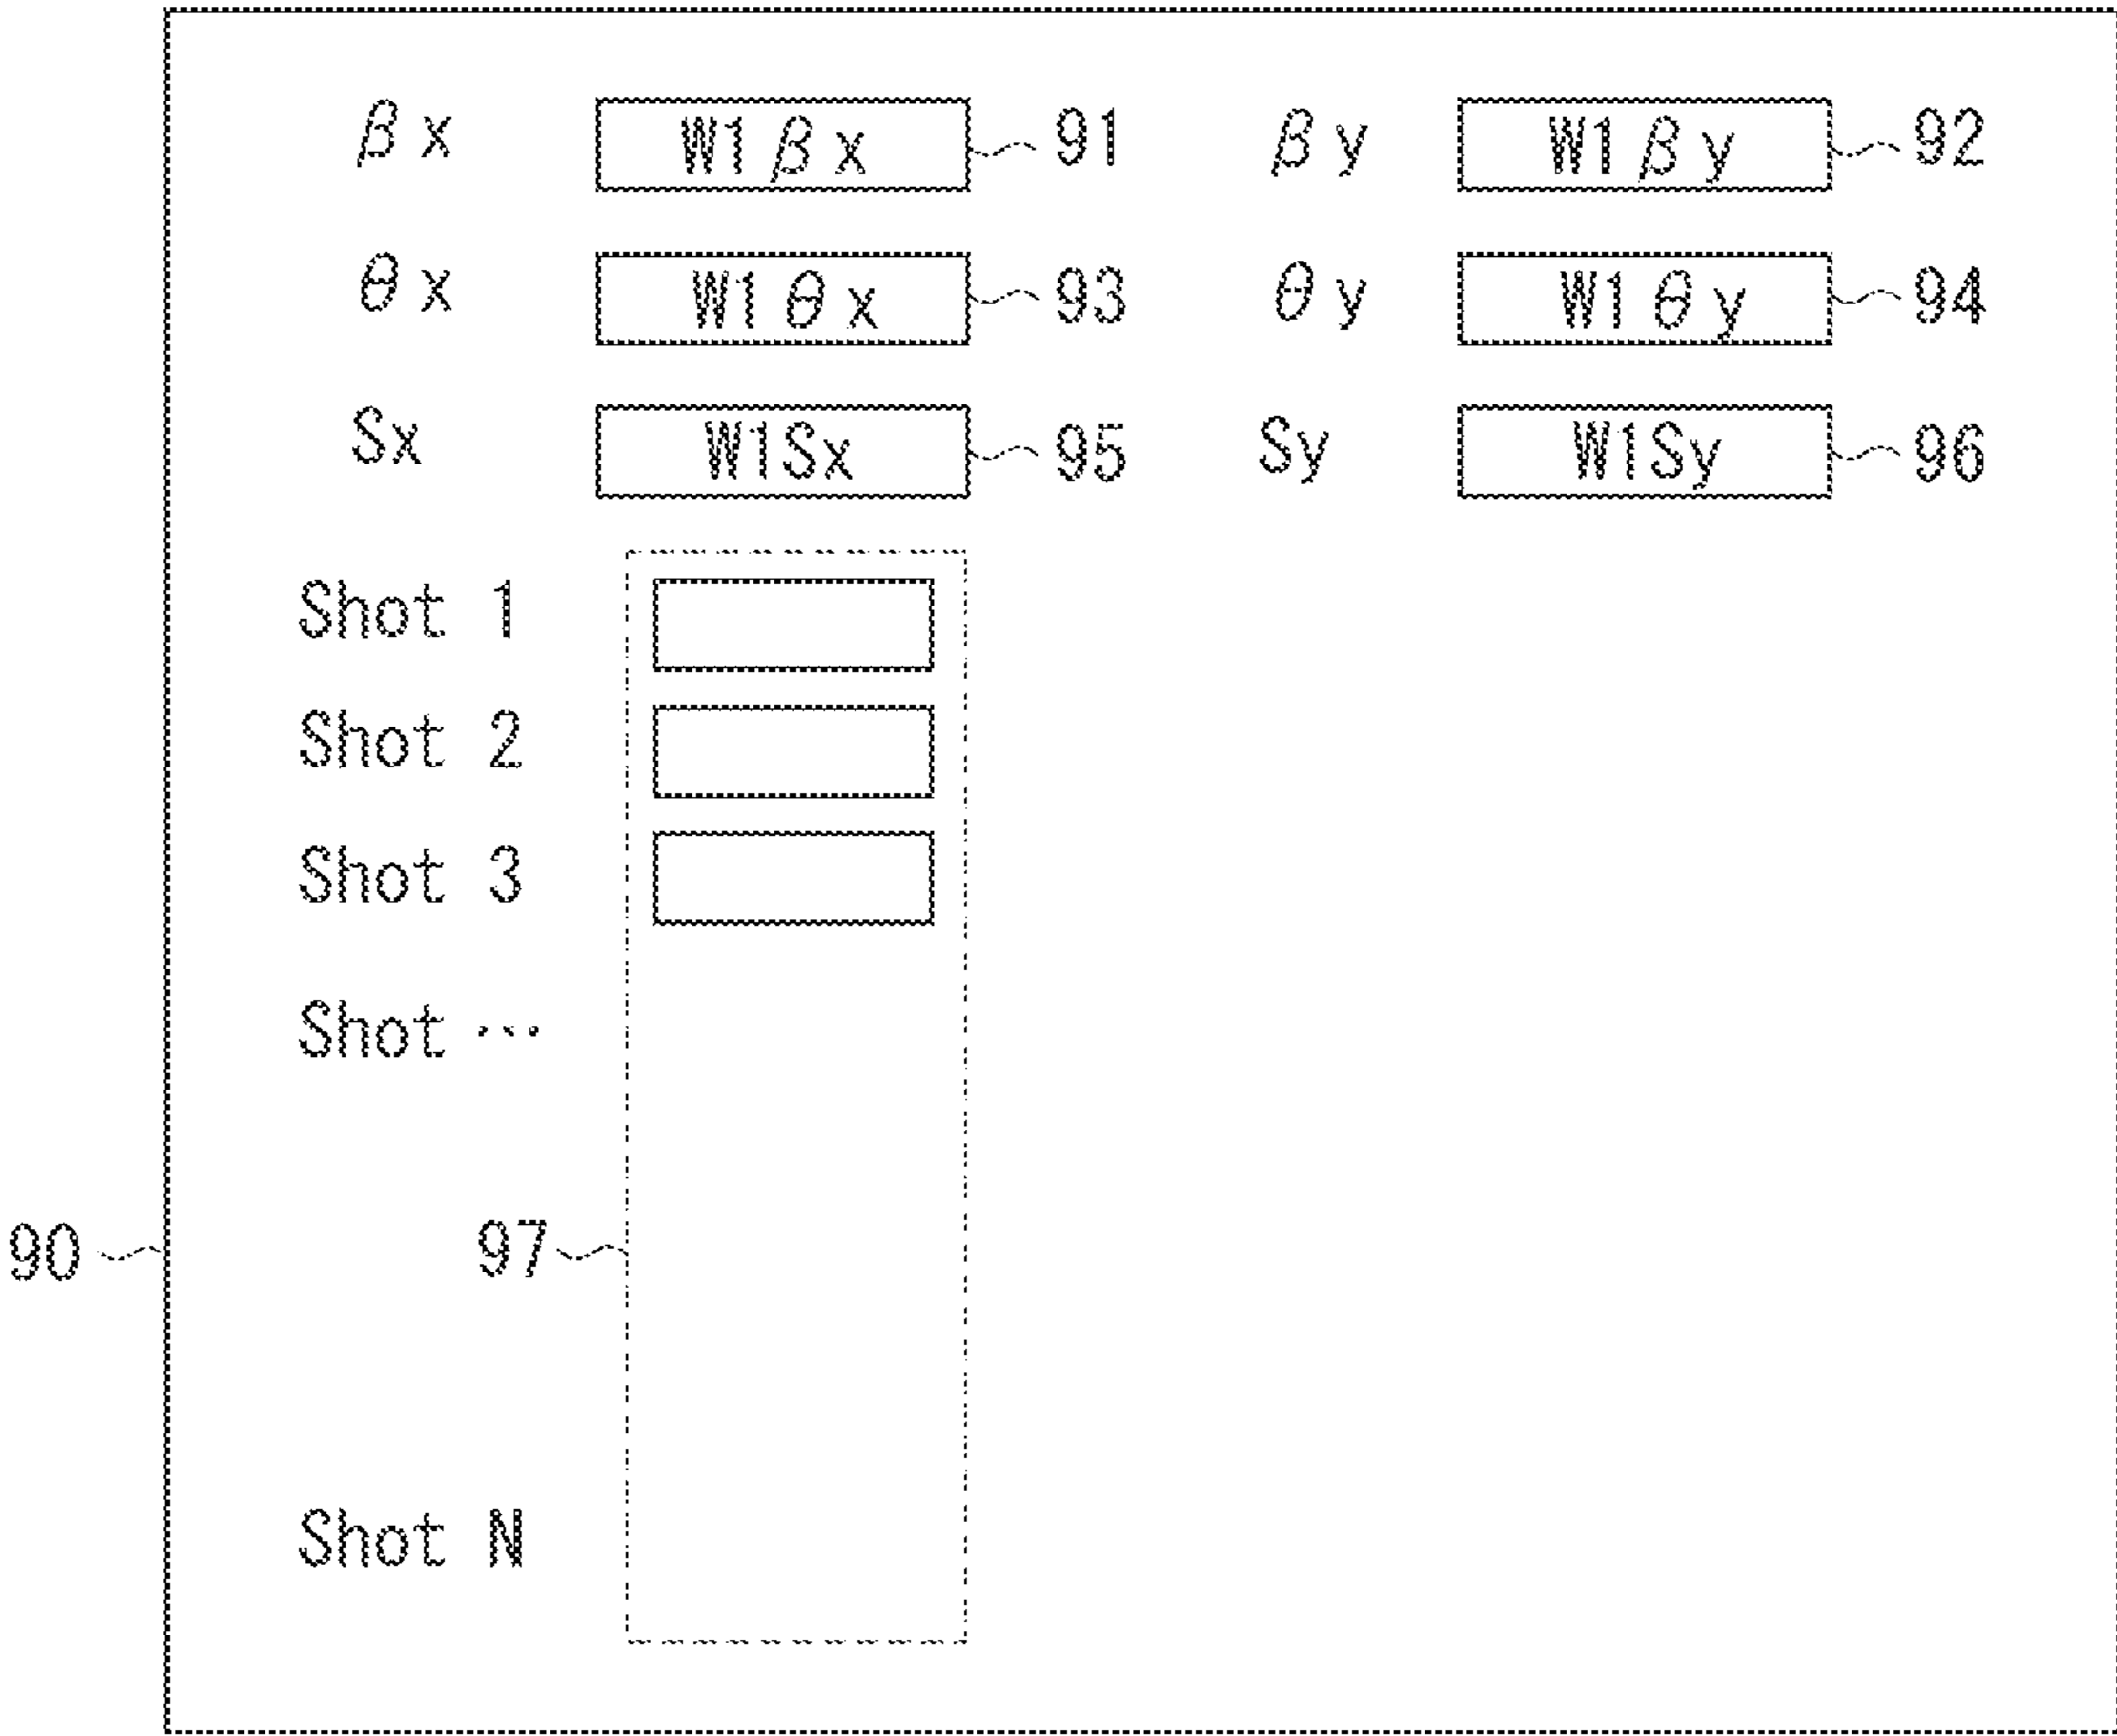 βx W1βx 91 βy W1βy 92
θx W1θx 93 θy W1θy 94
Sx W1Sx 95 Sy W1Sy 96
Shot 1
Shot 2
Shot 3
Shot ...
90 97
Shot N